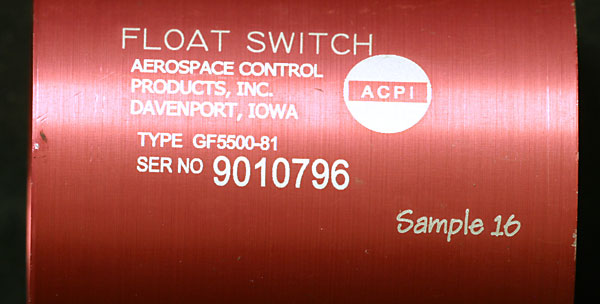 FLOAT SWITCH
AEROSPACE CONTROL
PRODUCTS, INC.
DAVENPORT, IOWA
ACPI
TYPE GF5500-81
SER NO 9010796
Sample 16